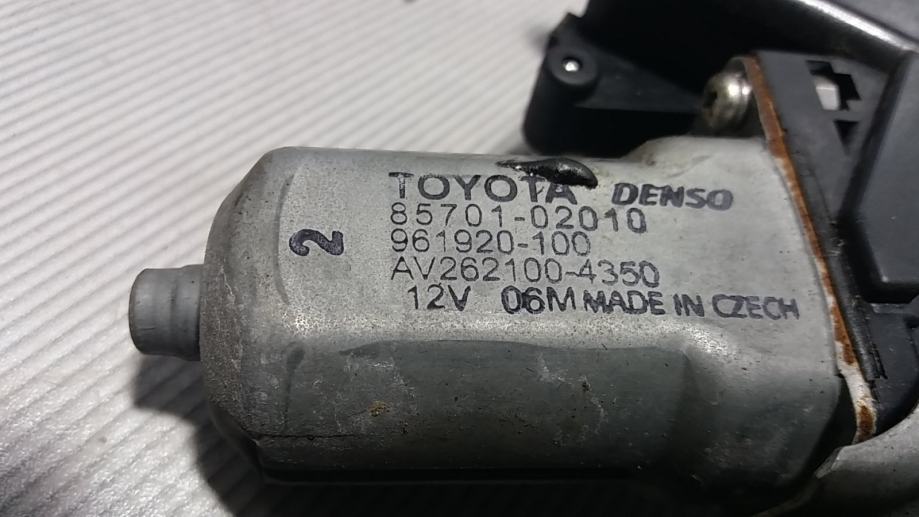 TOYOTA DENSO
85701-02010
961920-100
AV262100-4350
12V 06M MADE IN CZECH
2